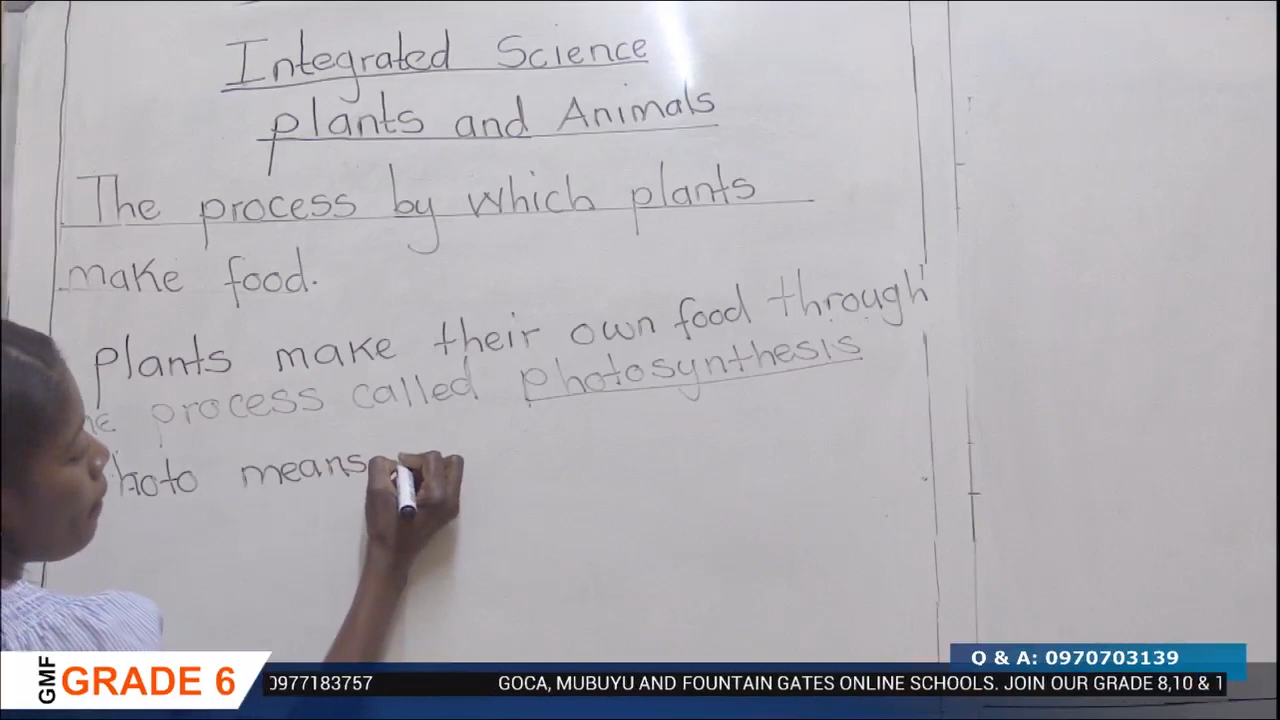 Integrated Science
plants and Animals
The process by which plants
make food.
plants make their own food through
process called photosynthesis
hoto means
Q & A: 0970703139
GMF GRADE 6
0977183757 GOCA, MUBUYU AND FOUNTAIN GATES ONLINE SCHOOLS. JOIN OUR GRADE 8,10 & 1